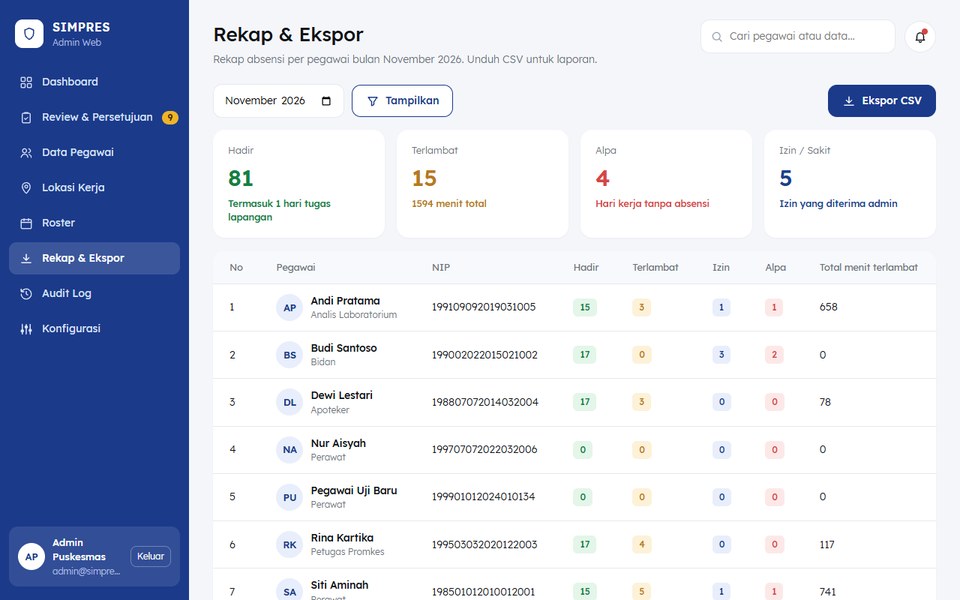 SIMPRES
Admin Web
Dashboard
Review & Persetujuan 9
Data Pegawai
Lokasi Kerja
Roster
Rekap & Ekspor
Audit Log
Konfigurasi
AP Admin Puskesmas
admin@simpre...
Keluar
Rekap & Ekspor
Rekap absensi per pegawai bulan November 2026. Unduh CSV untuk laporan.
Cari pegawai atau data...
November 2026
Tampilkan
Ekspor CSV
Hadir
81
Termasuk 1 hari tugas
lapangan
Terlambat
15
1594 menit total
Alpa
4
Hari kerja tanpa absensi
Izin / Sakit
5
Izin yang diterima admin
No Pegawai NIP Hadir Terlambat Izin Alpa Total menit terlambat
1 AP Andi Pratama 199109092019031005 15 3 1 1 658
Analis Laboratorium
2 BS Budi Santoso 199002022015021002 17 0 3 2 0
Bidan
3 DL Dewi Lestari 198807072014032004 17 3 0 0 78
Apoteker
4 NA Nur Aisyah 199707072022032006 0 0 0 0 0
Perawat
5 PU Pegawai Uji Baru 199901012024010134 0 0 0 0 0
Perawat
6 RK Rina Kartika 199503032020122003 17 4 0 0 117
Petugas Promkes
7 SA Siti Aminah 198501012010012001 15 5 1 1 741
Perawat